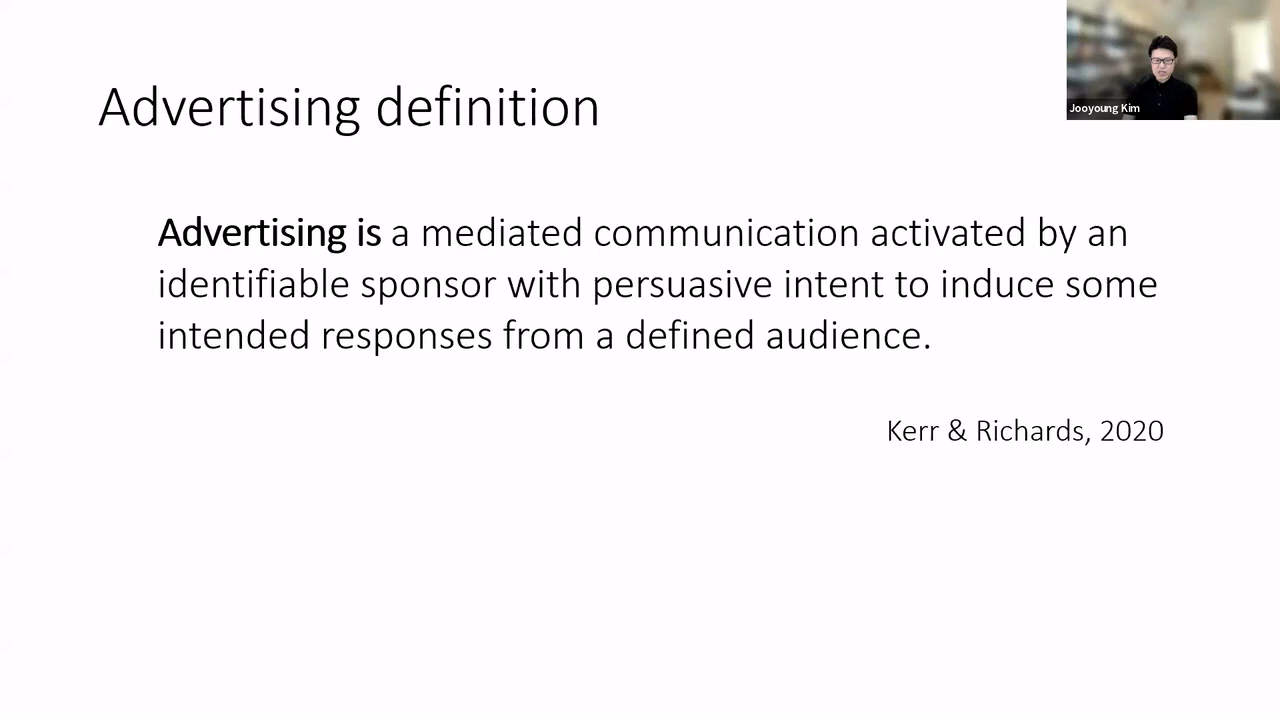 Jooyoung Kim
Advertising definition
Advertising is a mediated communication activated by an
identifiable sponsor with persuasive intent to induce some
intended responses from a defined audience.
Kerr & Richards, 2020